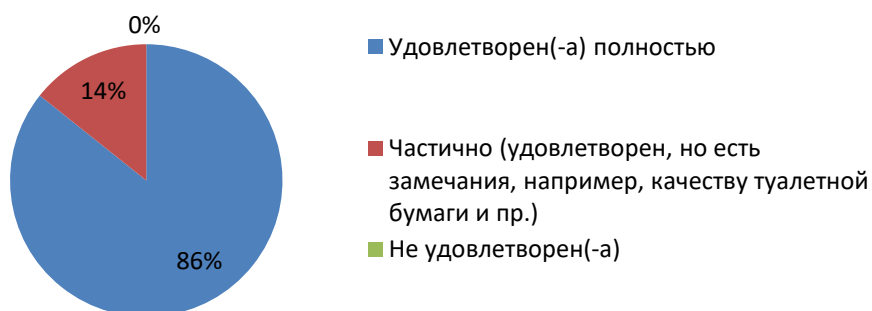 0%
14%
86%
Удовлетворен(-а) полностью
Частично (удовлетворен, но есть
замечания, например, качеству туалетной
бумаги и пр.)
Не удовлетворен(-а)